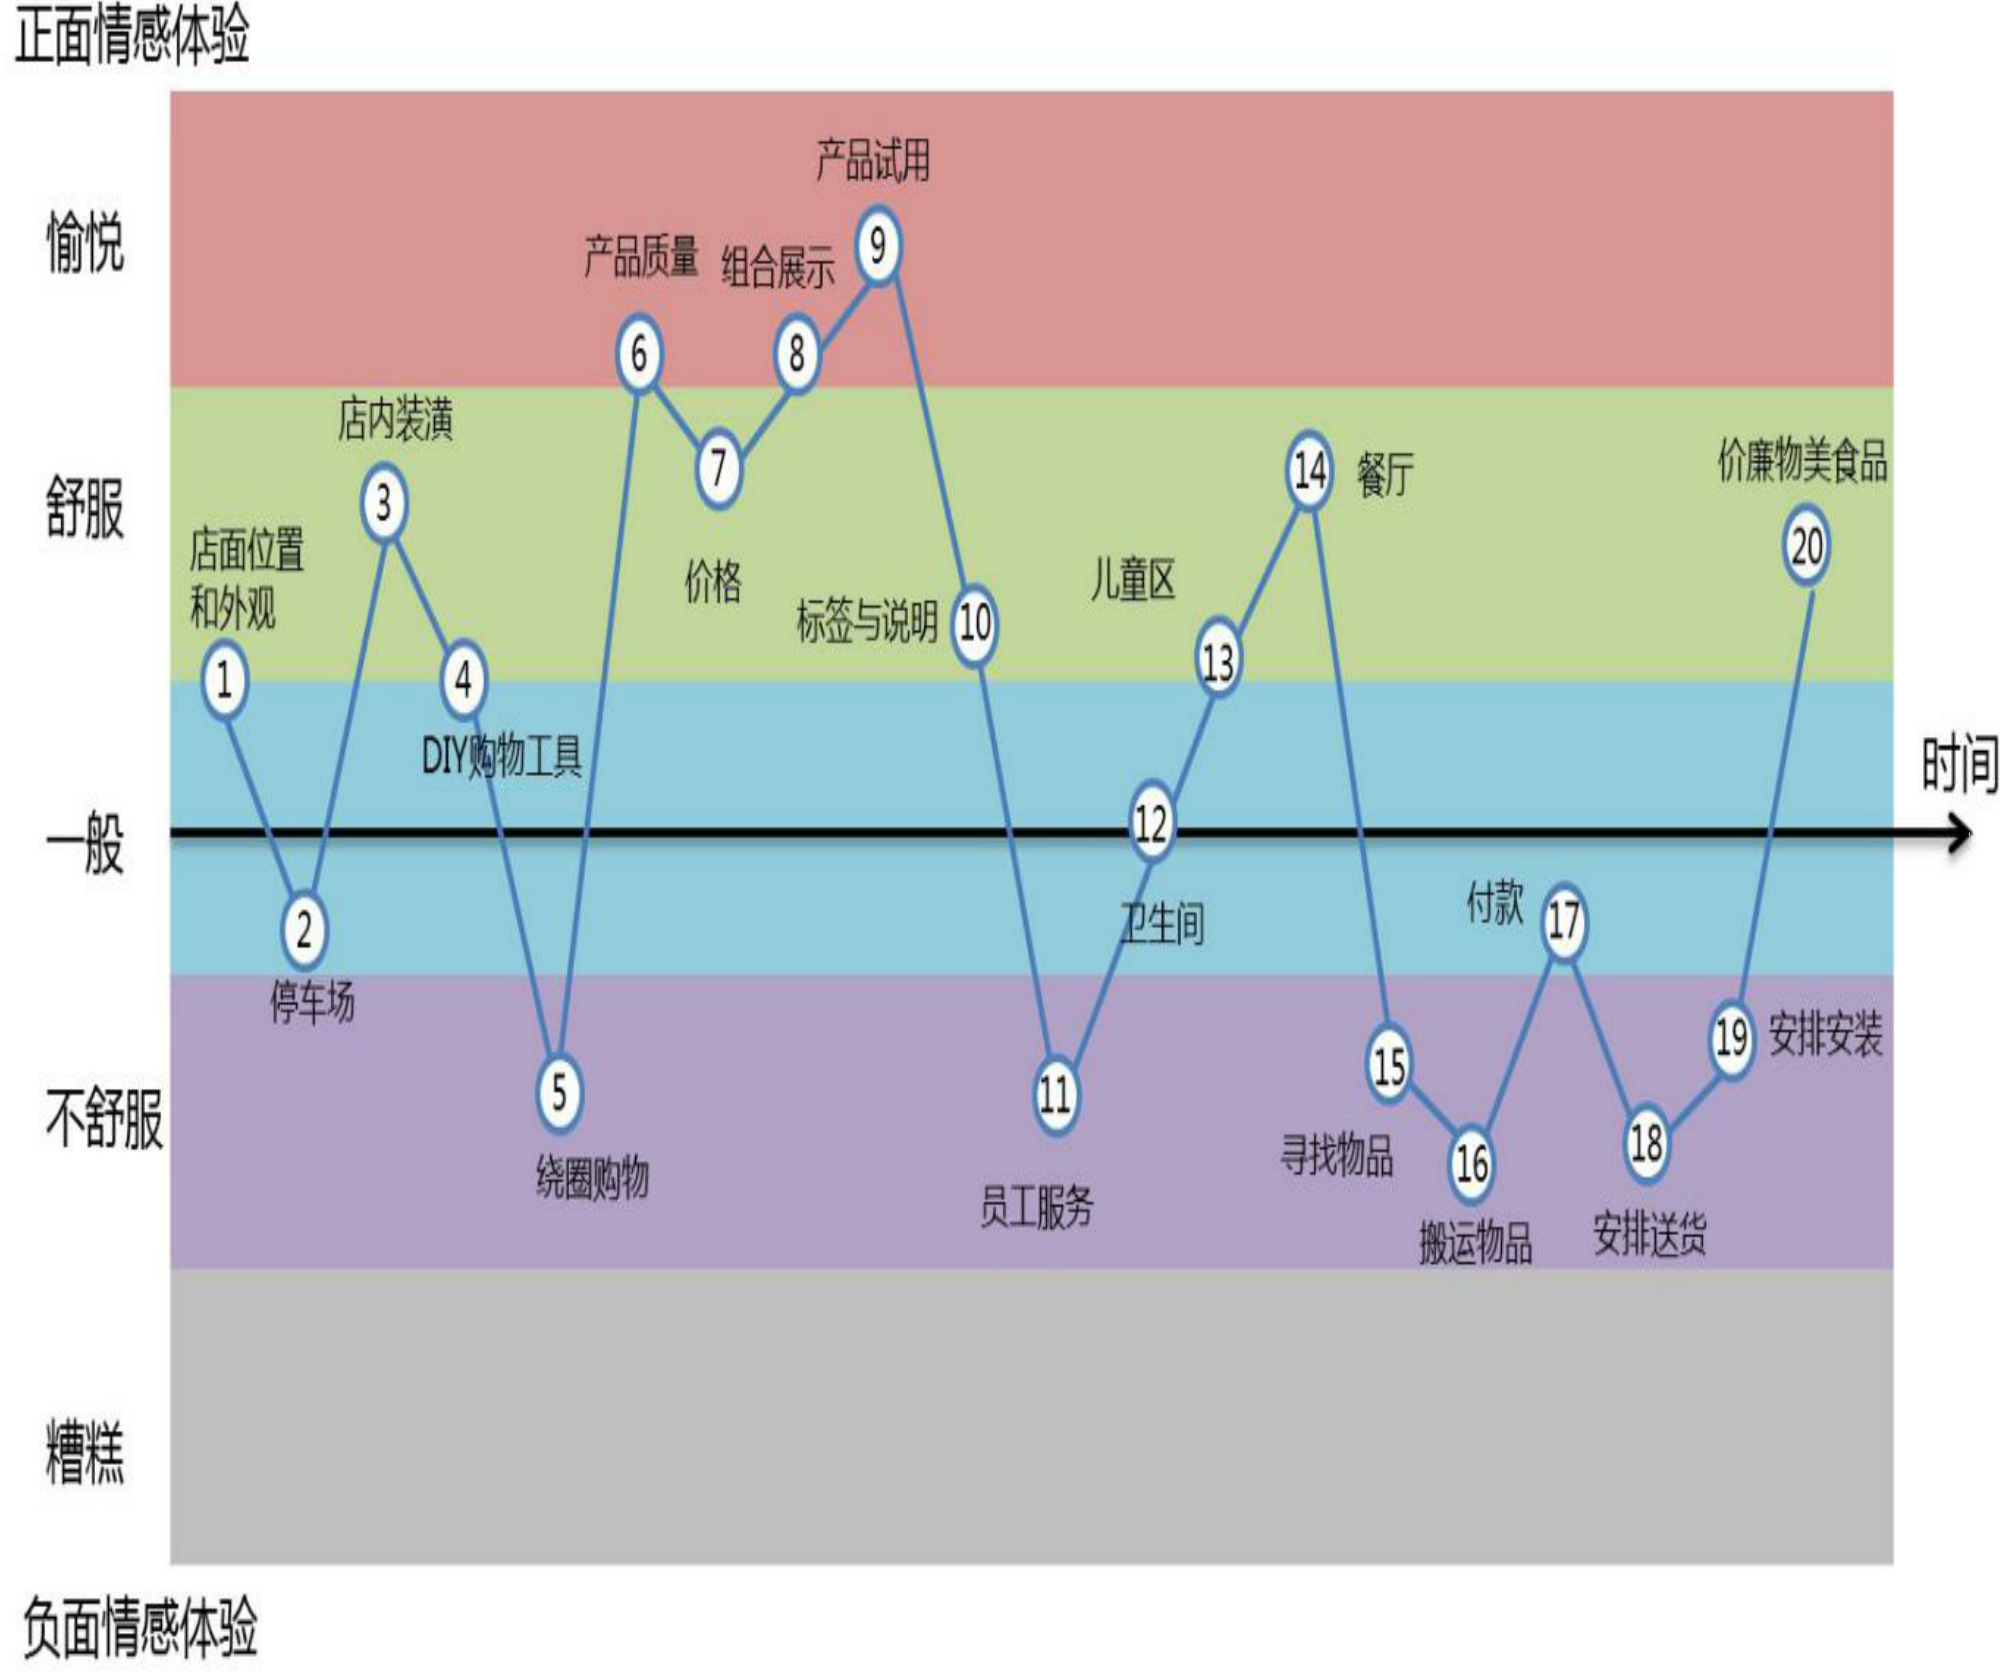 正面情感体验
愉悦
舒服
一般
不舒服
糟糕
负面情感体验
时间
店面位置
和外观
1
2
停车场
店内装潢
3
4
DIY购物工具
5
绕圈购物
产品质量
6
7
价格
组合展示
8
产品试用
9
标签与说明
10
11
员工服务
12
卫生间
儿童区
13
14
餐厅
15
寻找物品
16
搬运物品
付款
17
18
安排送货
19
安排安装
价廉物美食品
20